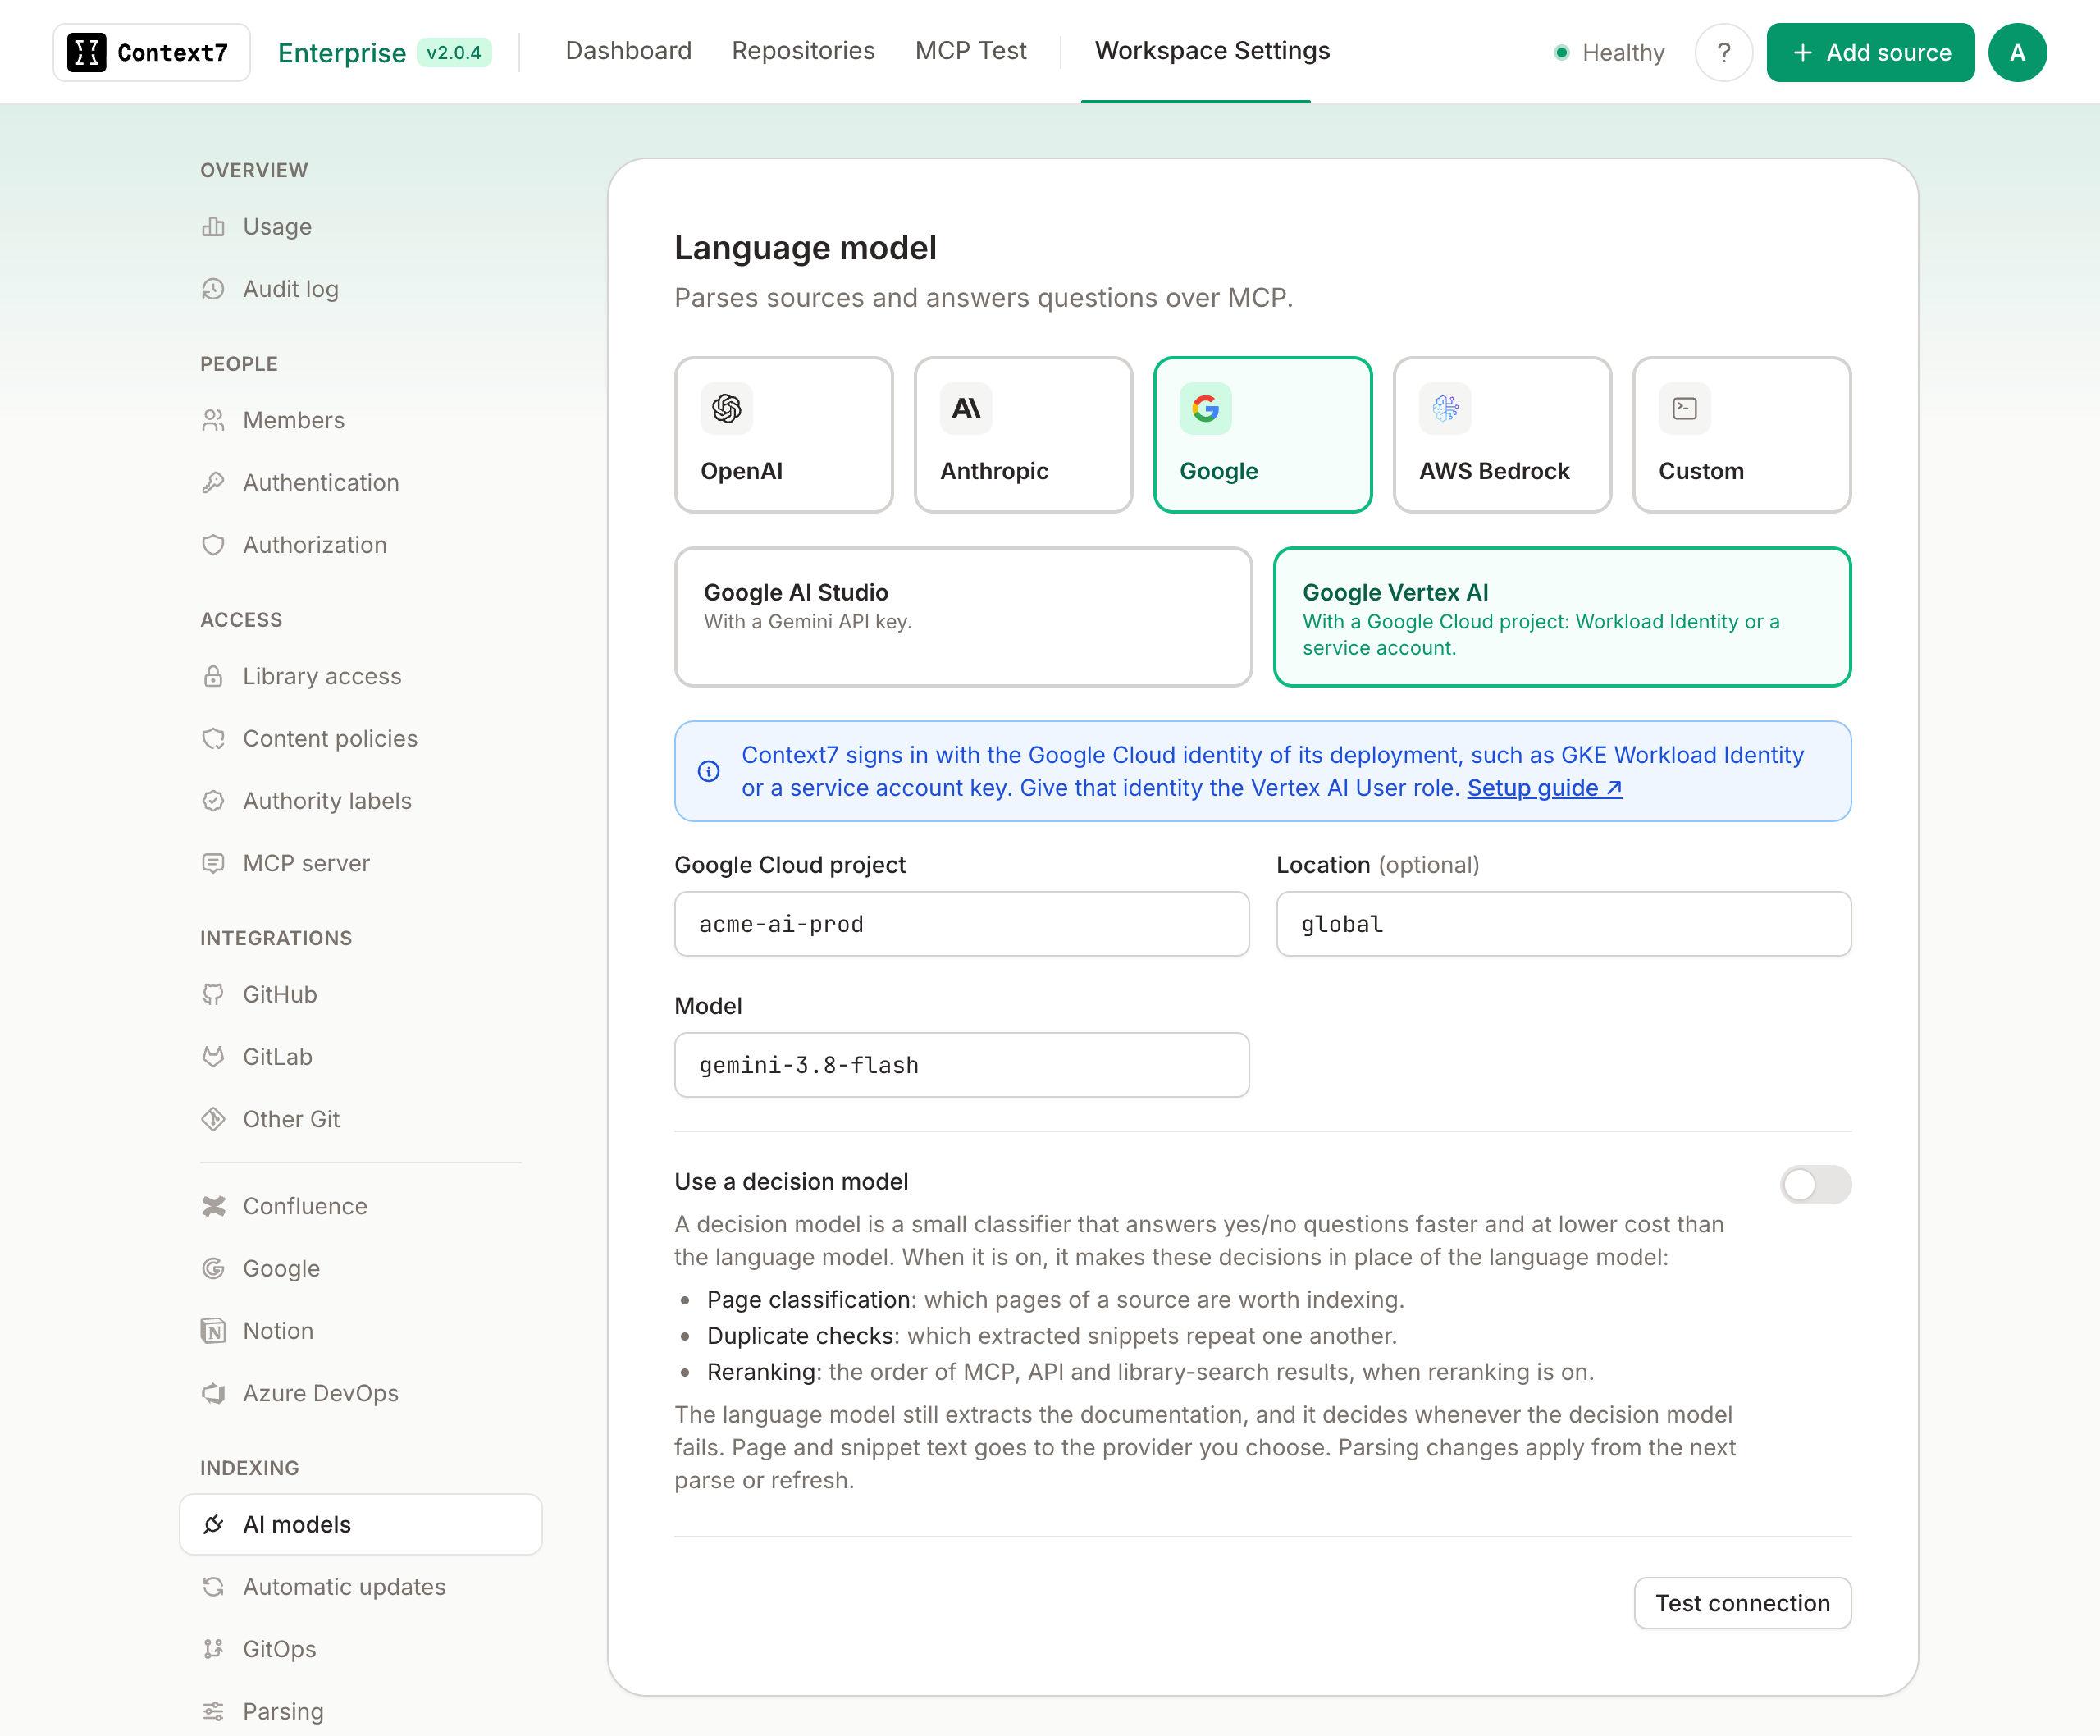 Context7
Enterprise v2.0.4
Dashboard
Repositories
MCP Test
Workspace Settings
Healthy
?
+ Add source
A
OVERVIEW
Usage
Audit log
PEOPLE
Members
Authentication
Authorization
ACCESS
Library access
Content policies
Authority labels
MCP server
INTEGRATIONS
GitHub
GitLab
Other Git
Confluence
Google
Notion
Azure DevOps
INDEXING
AI models
Automatic updates
GitOps
Parsing
Language model
Parses sources and answers questions over MCP.
OpenAI
Anthropic
Google
AWS Bedrock
Custom
Google AI Studio
With a Gemini API key.
Google Vertex AI
With a Google Cloud project: Workload Identity or a
service account.
Context7 signs in with the Google Cloud identity of its deployment, such as GKE Workload Identity
or a service account key. Give that identity the Vertex AI User role. Setup guide ↗
Google Cloud project
acme-ai-prod
Location (optional)
global
Model
gemini-3.8-flash
Use a decision model
A decision model is a small classifier that answers yes/no questions faster and at lower cost than
the language model. When it is on, it makes these decisions in place of the language model:
• Page classification: which pages of a source are worth indexing.
• Duplicate checks: which extracted snippets repeat one another.
• Reranking: the order of MCP, API and library-search results, when reranking is on.
The language model still extracts the documentation, and it decides whenever the decision model
fails. Page and snippet text goes to the provider you choose. Parsing changes apply from the next
parse or refresh.
Test connection